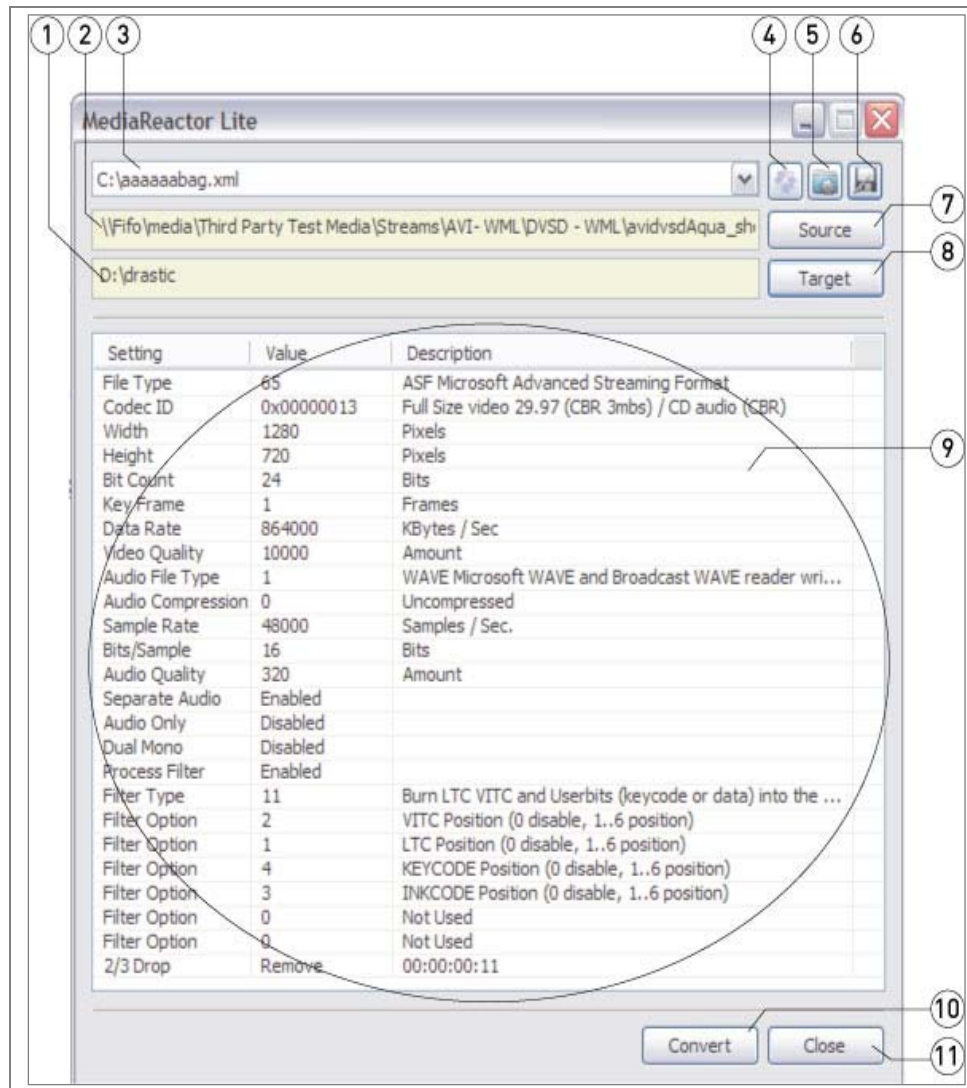 1 2 3 4 5 6
MediaReactor Lite
C:\aaaaaabag.xml
\\Fifo\media\Third Party Test Media\Streams\AVI- WML\DVSD - WML\avidvsdAqua_sh
Source 7
D:\drastic
Target 8
Setting Value Description
File Type 65 ASF Microsoft Advanced Streaming Format
Codec ID 0x00000013 Full Size video 29.97 (CBR 3mbs) / CD audio (CBR)
Width 1280 Pixels
Height 720 Pixels
9
Bit Count 24 Bits
Key Frame 1 Frames
Data Rate 864000 KBytes / Sec
Video Quality 10000 Amount
Audio File Type 1 WAVE Microsoft WAVE and Broadcast WAVE reader wri...
Audio Compression 0 Uncompressed
Sample Rate 48000 Samples / Sec.
Bits/Sample 16 Bits
Audio Quality 320 Amount
Separate Audio Enabled
Audio Only Disabled
Dual Mono Disabled
Process Filter Enabled
Filter Type 11 Burn LTC VITC and Userbits (keycode or data) into the ...
Filter Option 2 VITC Position (0 disable, 1..6 position)
Filter Option 1 LTC Position (0 disable, 1..6 position)
Filter Option 4 KEYCODE Position (0 disable, 1..6 position)
Filter Option 3 INKCODE Position (0 disable, 1..6 position)
Filter Option 0 Not Used
Filter Option 0 Not Used
2/3 Drop Remove 00:00:00:11
10
Convert Close
11